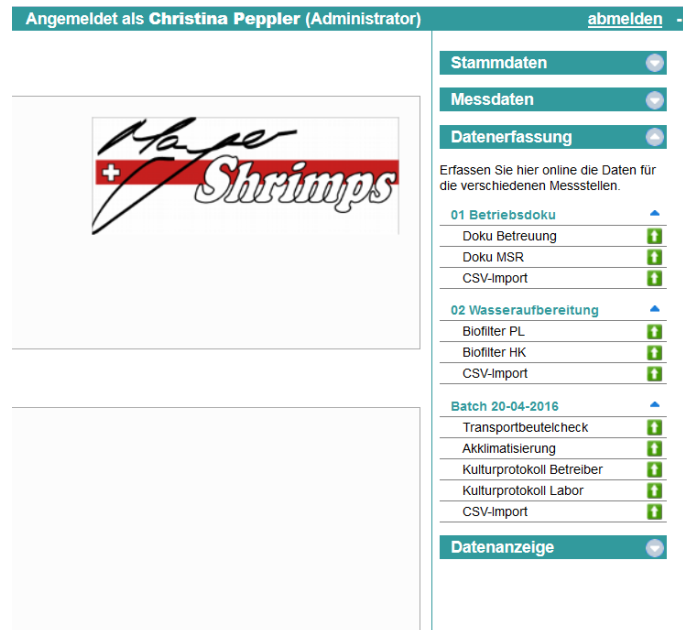 Angemeldet als Christina Peppler (Administrator)
abmelden -
Shrimps
Stammdaten
Messdaten
Datenerfassung
Erfassen Sie hier online die Daten für
die verschiedenen Messstellen.
01 Betriebsdoku
Doku Betreuung
Doku MSR
CSV-Import
02 Wasseraufbereitung
Biofilter PL
Biofilter HK
CSV-Import
Batch 20-04-2016
Transportbeutelcheck
Akklimatisierung
Kulturprotokoll Betreiber
Kulturprotokoll Labor
CSV-Import
Datenanzeige